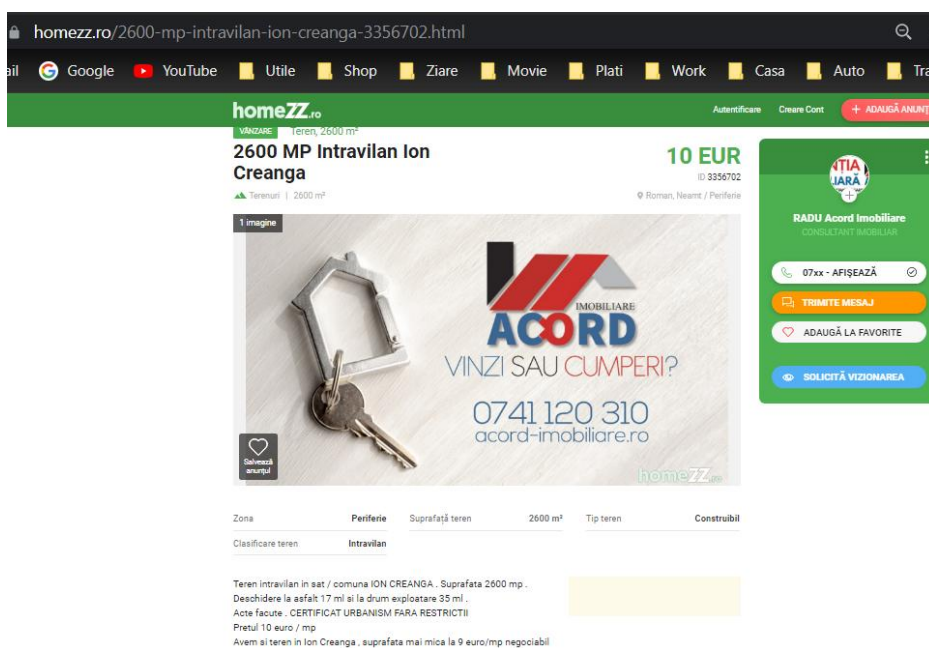 homezz.ro/2600-mp-intravilan-ion-creanga-3356702.html
ail Google YouTube Utile Shop Ziare Movie Plati Work Casa Auto Tra
homeZZ.ro Autentificare Creare Cont + ADAUGĂ ANUNȚ
VÂNZARE Teren, 2600 m²
2600 MP Intravilan Ion
Creanga
10 EUR
ID 3356702
Terenuri | 2600 m²
Roman, Neamt / Periferie
1 imagine
IMOBILIARE
ACORD
VINZI SAU CUMPERI?
0741 120 310
acord-imobiliare.ro
homeZZ.ro
Salvează
anunțul
NȚIA
LIARĂ
RADU Acord Imobiliare
CONSULTANT IMOBILIAR
07xx - AFIȘEAZĂ
TRIMITE MESAJ
ADAUGĂ LA FAVORITE
SOLICITĂ VIZIONAREA
Zona Periferie Suprafață teren 2600 m² Tip teren Construibil
Clasificare teren Intravilan
Teren intravilan in sat / comuna ION CREANGA . Suprafata 2600 mp .
Deschidere la asfalt 17 ml si la drum exploatare 35 ml .
Acte facute . CERTIFICAT URBANISM FARA RESTRICTII
Pretul 10 euro / mp
Avem si teren in Ion Creanga , suprafata mai mica la 9 euro/mp negociabil